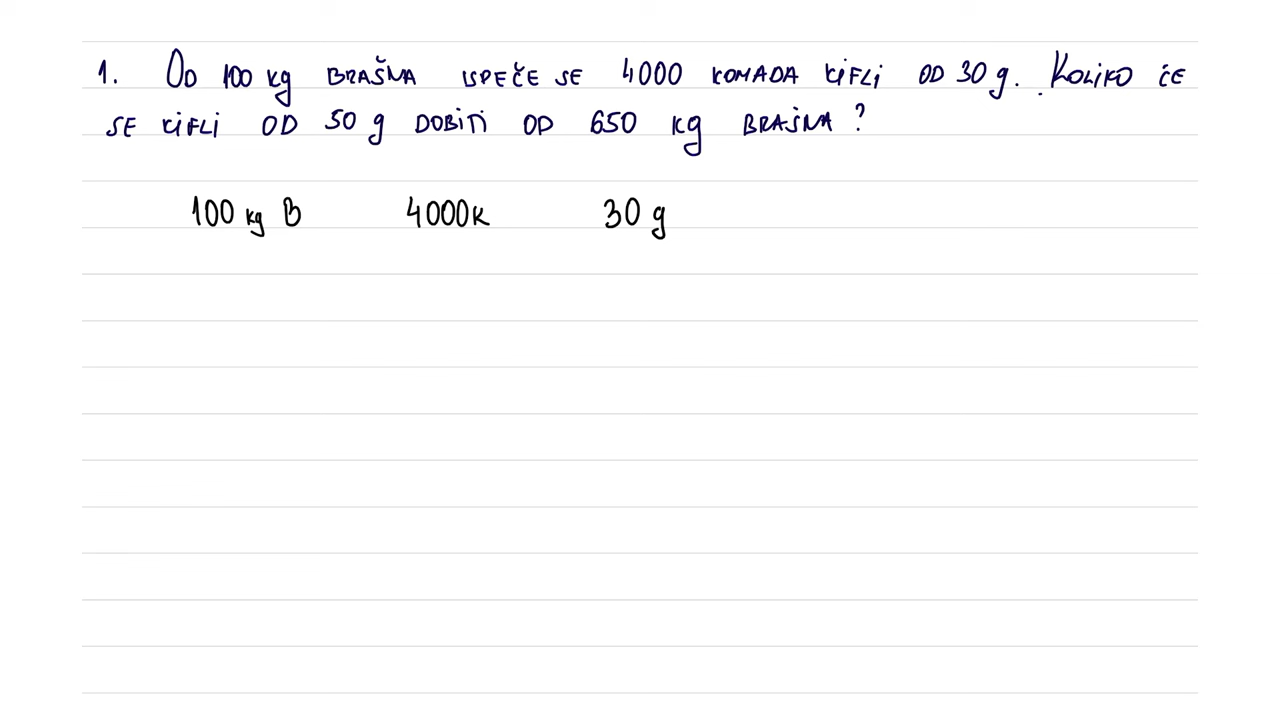 1. OD 100 kg BRAŠNA ISPEČE SE 4000 KOMADA KIFLI OD 30 g. KOLIKO ĆE
SE KIFLI OD 50 g DOBITI OD 650 kg BRAŠNA?
100 kg B 4000K 30 g